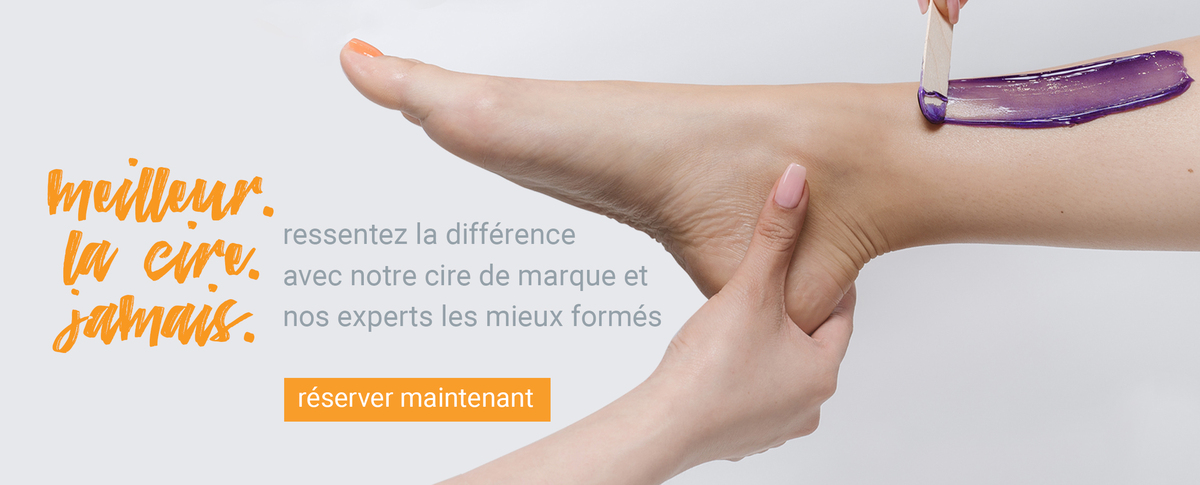 meilleur.
la cire.
jamais.
ressentez la différence
avec notre cire de marque et
nos experts les mieux formés
réserver maintenant